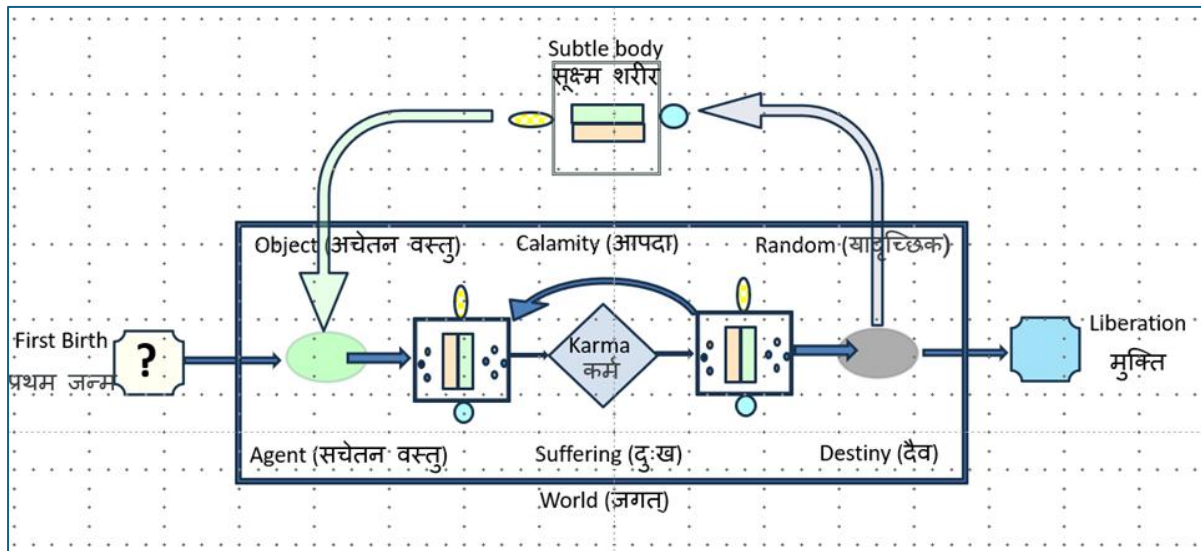 Subtle body
सूक्ष्म शरीर
Object (अचेतन वस्तु)
Calamity (आपदा)
Random (यादृच्छिक)
First Birth
प्रथम जन्म
?
Karma
कर्म
Liberation
मुक्ति
Agent (सचेतन वस्तु)
Suffering (दुःख)
Destiny (दैव)
World (जगत्)